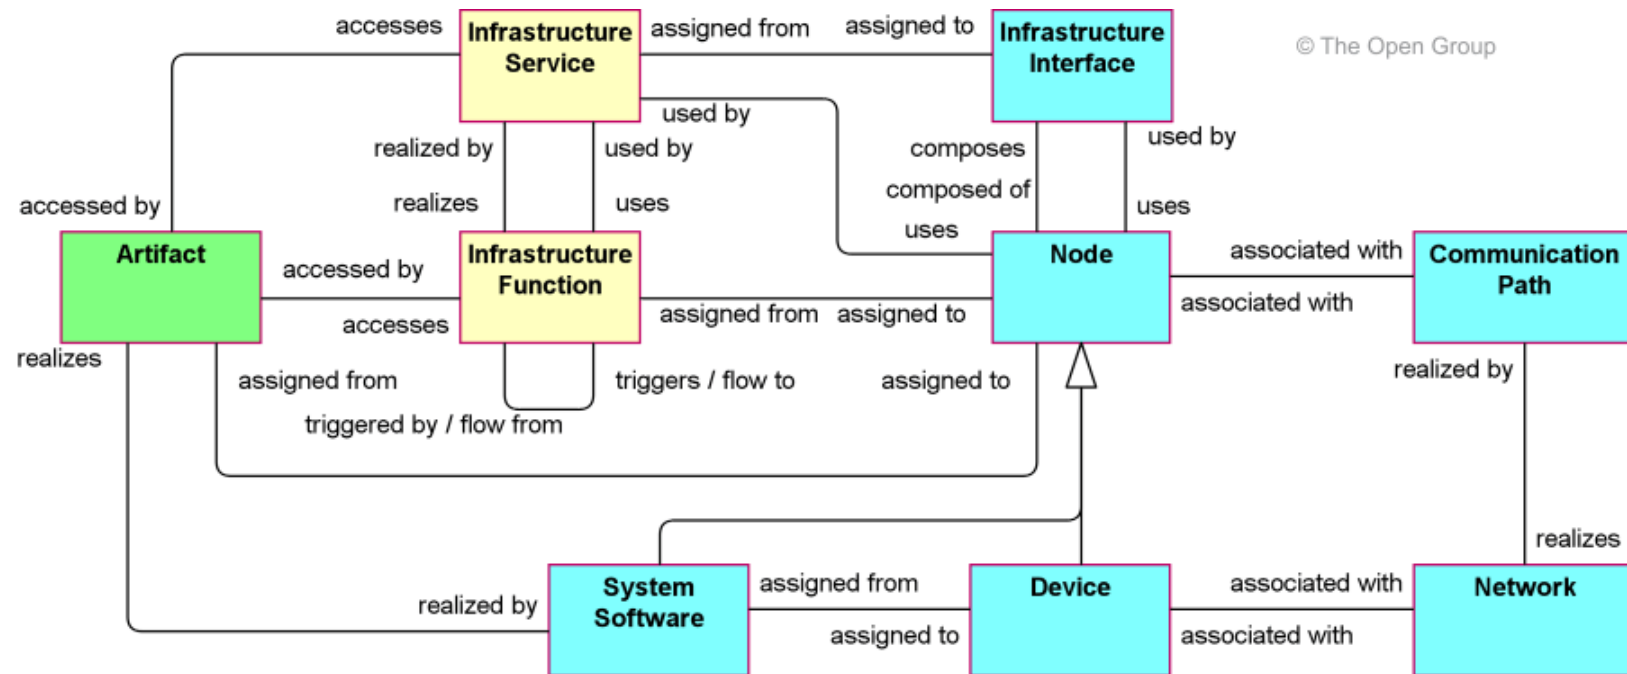 accesses
Infrastructure
Service
assigned from
assigned to
Infrastructure
Interface
© The Open Group
used by
realized by
used by
composes
used by
composed of
accessed by
realizes
uses
uses
uses
Artifact
accessed by
Infrastructure
Function
Node
associated with
Communication
Path
accesses
assigned from
assigned to
associated with
realizes
assigned from
triggers / flow to
assigned to
realized by
triggered by / flow from
realizes
System
Software
assigned from
Device
associated with
Network
realized by
assigned to
associated with